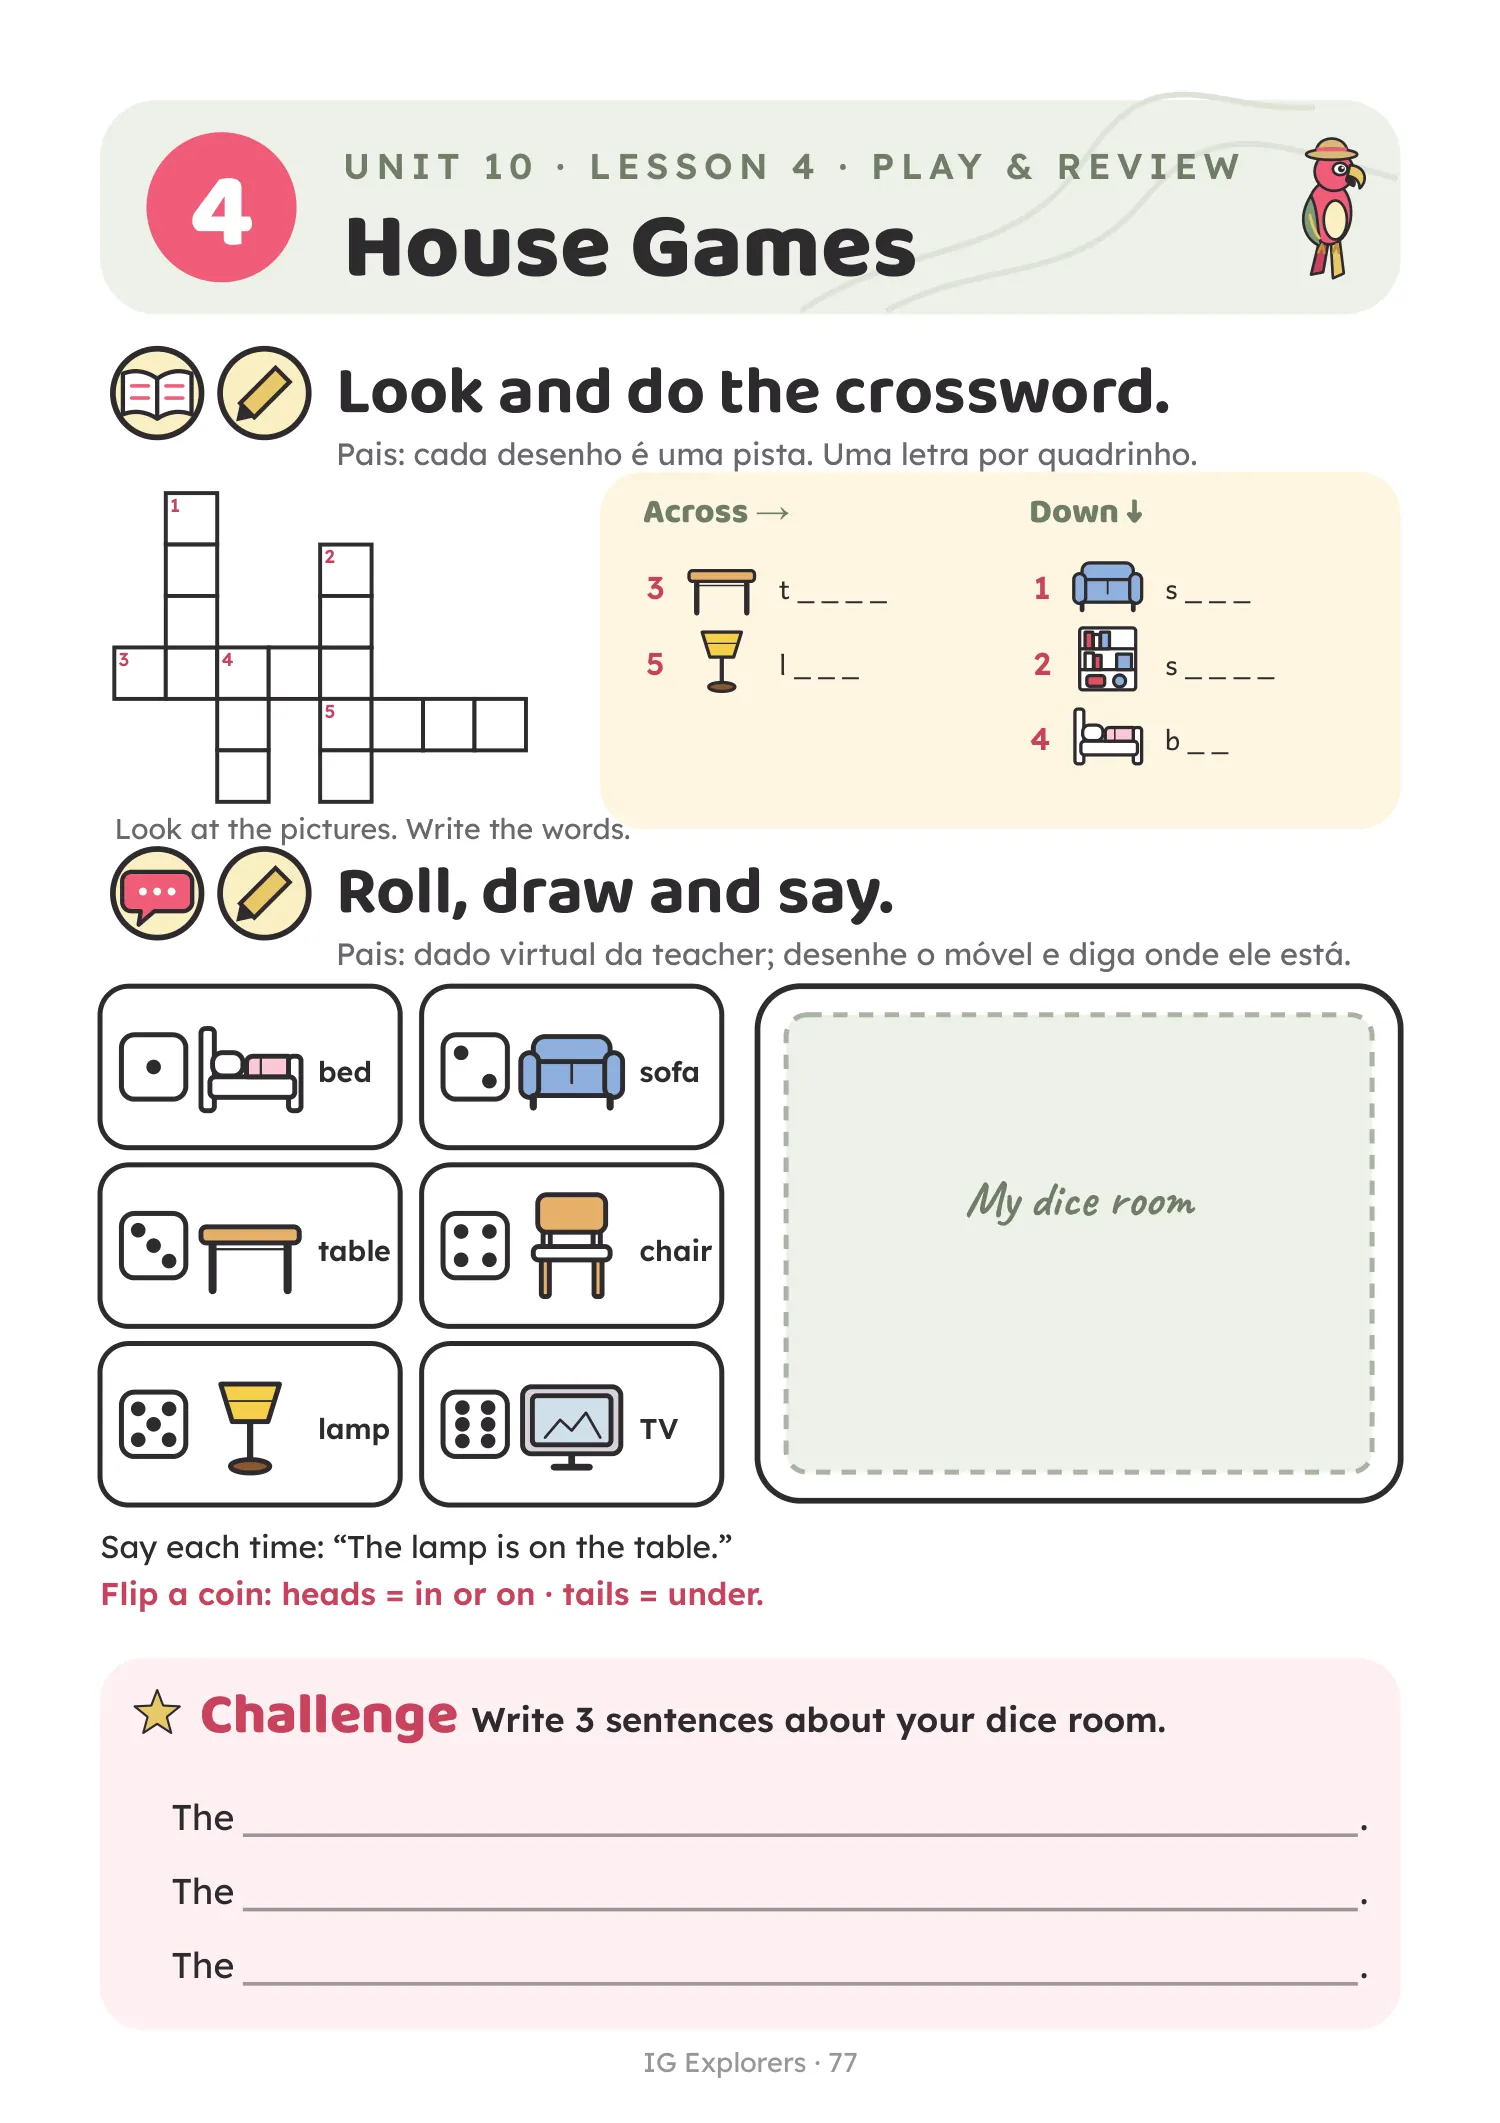 4
UNIT 10 · LESSON 4 · PLAY & REVIEW
House Games
Look and do the crossword.
Pais: cada desenho é uma pista. Uma letra por quadrinho.
1
2
3 4
5
Across →
3 t _ _ _ _
5 l _ _ _
Down ↓
1 s _ _ _
2 s _ _ _ _
4 b _ _
Look at the pictures. Write the words.
Roll, draw and say.
Pais: dado virtual da teacher; desenhe o móvel e diga onde ele está.
bed
sofa
table
chair
lamp
TV
My dice room
Say each time: “The lamp is on the table.”
Flip a coin: heads = in or on · tails = under.
Challenge Write 3 sentences about your dice room.
The ______________________.
The ______________________.
The ______________________.
IG Explorers · 77